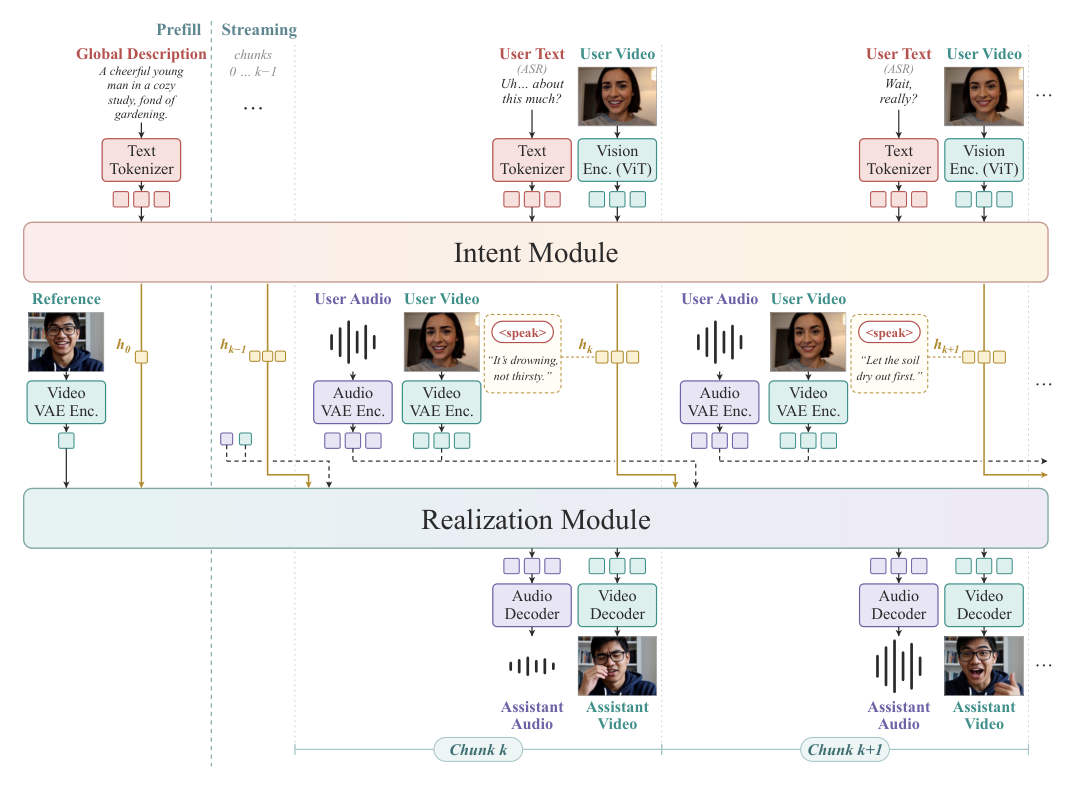 Prefill
Streaming
Global Description
A cheerful young
man in a cozy
study, fond of
gardening.
chunks
0 … k−1
…
User Text
(ASR)
Uh… about
this much?
User Video
User Text
(ASR)
Wait,
really?
User Video
…
Text
Tokenizer
Text
Tokenizer
Vision
Enc. (ViT)
Text
Tokenizer
Vision
Enc. (ViT)
Intent Module
Reference
User Audio
User Video
User Audio
User Video
h0
hk−1
<speak>
“It’s drowning,
not thirsty.”
hk
<speak>
“Let the soil
dry out first.”
hk+1
Video
VAE Enc.
Audio
VAE Enc.
Video
VAE Enc.
Audio
VAE Enc.
Video
VAE Enc.
…
Realization Module
Audio
Decoder
Video
Decoder
Audio
Decoder
Video
Decoder
…
Assistant
Audio
Assistant
Video
Assistant
Audio
Assistant
Video
Chunk k
Chunk k+1